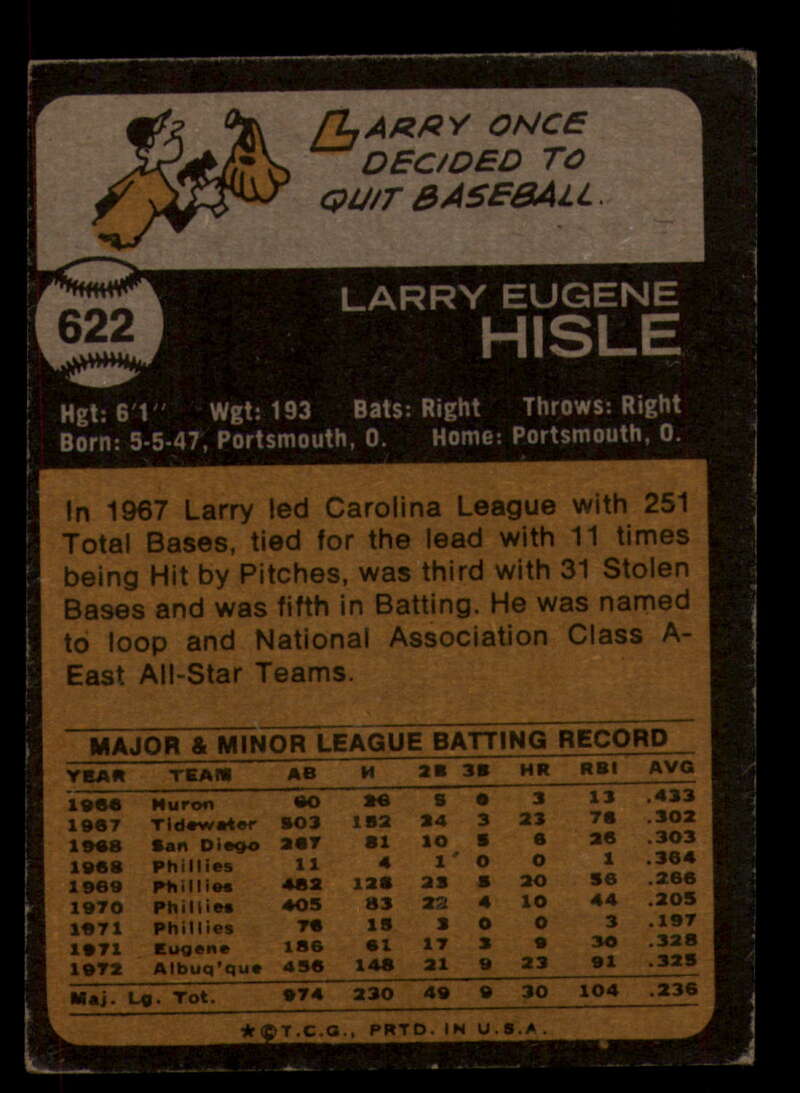 LARRY ONCE
DECIDED TO
QUIT BASEBALL.
622
LARRY EUGENE
HISLE
Hgt: 6'1" Wgt: 193 Bats: Right Throws: Right
Born: 5-5-47, Portsmouth, O. Home: Portsmouth, O.
In 1967 Larry led Carolina League with 251
Total Bases, tied for the lead with 11 times
being Hit by Pitches, was third with 31 Stolen
Bases and was fifth in Batting. He was named
to loop and National Association Class A-
East All-Star Teams.
MAJOR & MINOR LEAGUE BATTING RECORD
YEAR TEAM AB H 2B 3B HR RBI AVG
1966 Huron 60 26 5 0 3 13 .433
1967 Tidewater 503 152 24 3 23 78 .302
1968 San Diego 267 81 10 5 6 26 .303
1968 Phillies 11 4 1 0 0 1 .364
1969 Phillies 482 128 23 5 20 56 .266
1970 Phillies 405 83 22 4 10 44 .205
1971 Phillies 76 15 3 0 0 3 .197
1971 Eugene 186 61 17 3 9 30 .328
1972 Albuq'que 456 148 21 9 23 91 .325
Maj. Lg. Tot. 974 230 49 9 30 104 .236
★©T.C.G., PRTD. IN U.S.A.